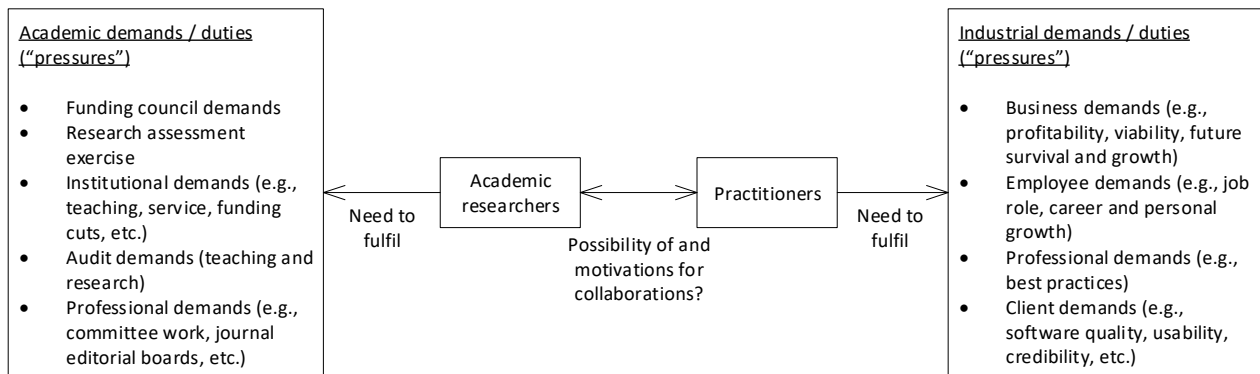 Academic demands / duties
(“pressures”)
• Funding council demands
• Research assessment
exercise
• Institutional demands (e.g.,
teaching, service, funding
cuts, etc.)
• Audit demands (teaching and
research)
• Professional demands (e.g.,
committee work, journal
editorial boards, etc.)
Need to
fulfil
Academic
researchers
Possibility of and
motivations for
collaborations?
Practitioners
Need to
fulfil
Industrial demands / duties
(“pressures”)
• Business demands (e.g.,
profitability, viability, future
survival and growth)
• Employee demands (e.g., job
role, career and personal
growth)
• Professional demands (e.g.,
best practices)
• Client demands (e.g.,
software quality, usability,
credibility, etc.)